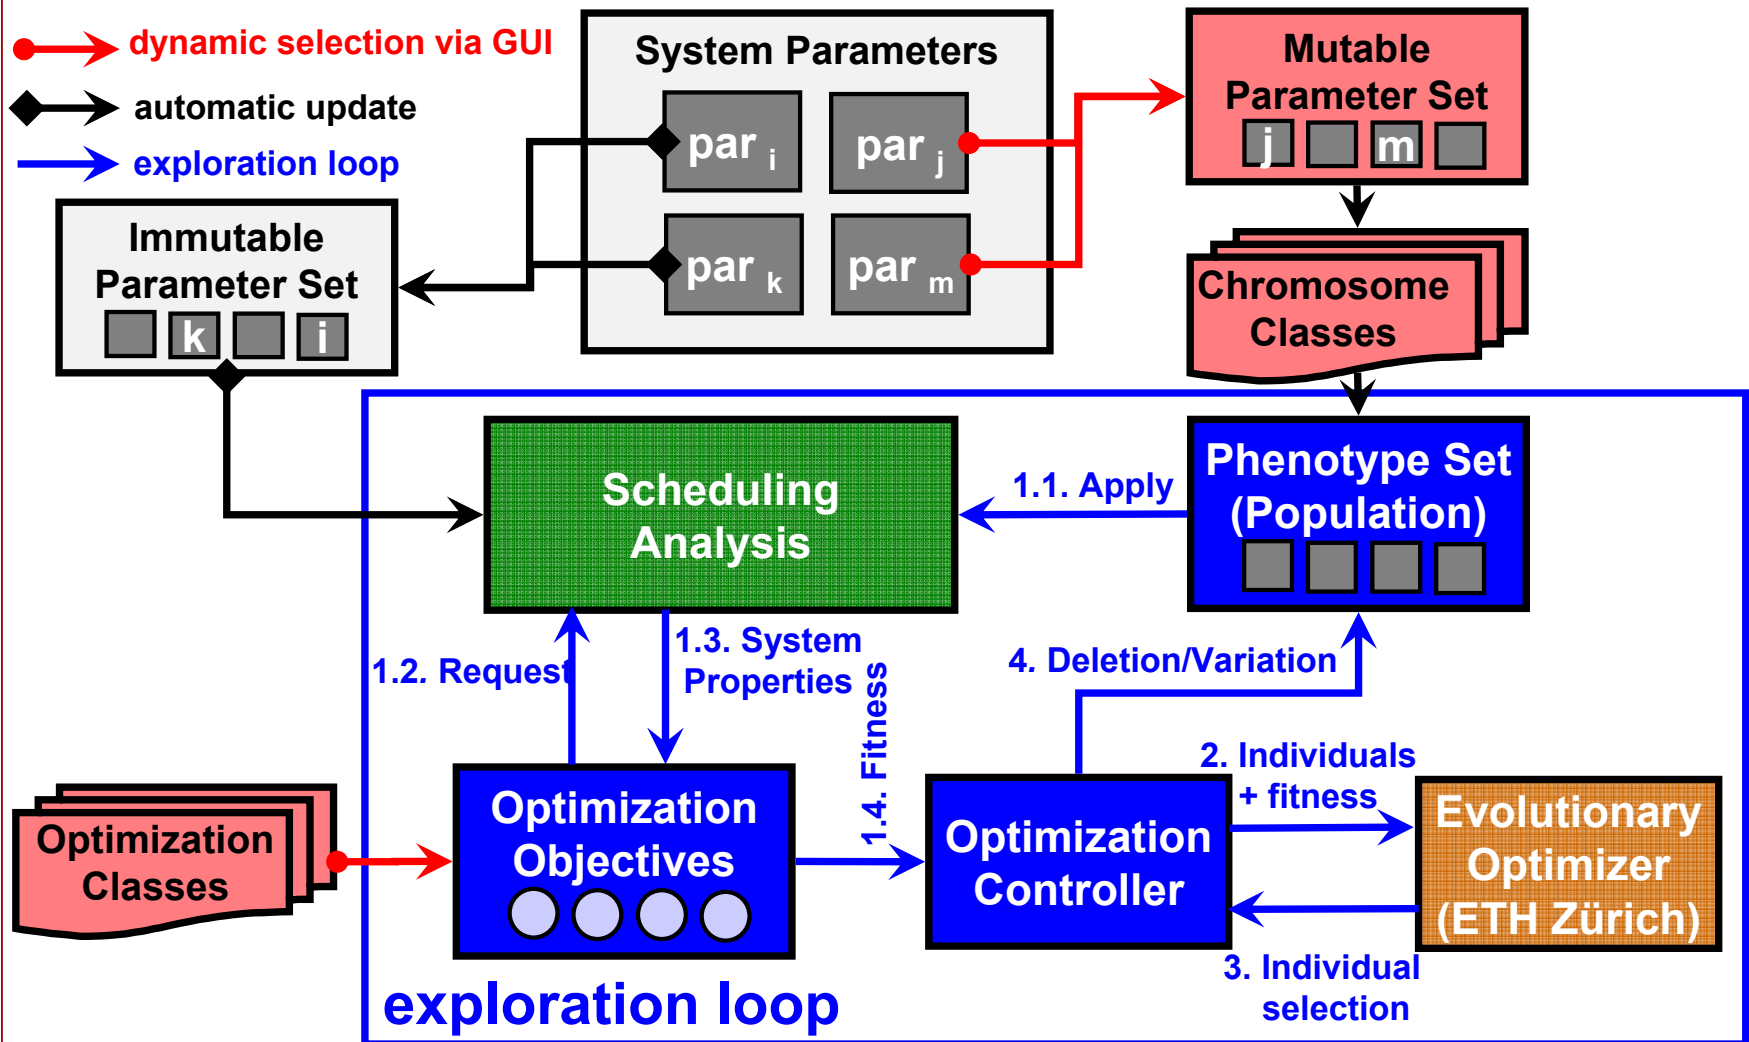 dynamic selection via GUI
automatic update
exploration loop
System Parameters
par i
par j
par k
par m
Mutable
Parameter Set
j m
Immutable
Parameter Set
k i
Chromosome
Classes
Scheduling
Analysis
1.1. Apply
Phenotype Set
(Population)
1.2. Request
1.3. System
Properties
1.4. Fitness
4. Deletion/Variation
2. Individuals
+ fitness
Optimization
Classes
Optimization
Objectives
Optimization
Controller
Evolutionary
Optimizer
(ETH Zürich)
3. Individual
selection
exploration loop